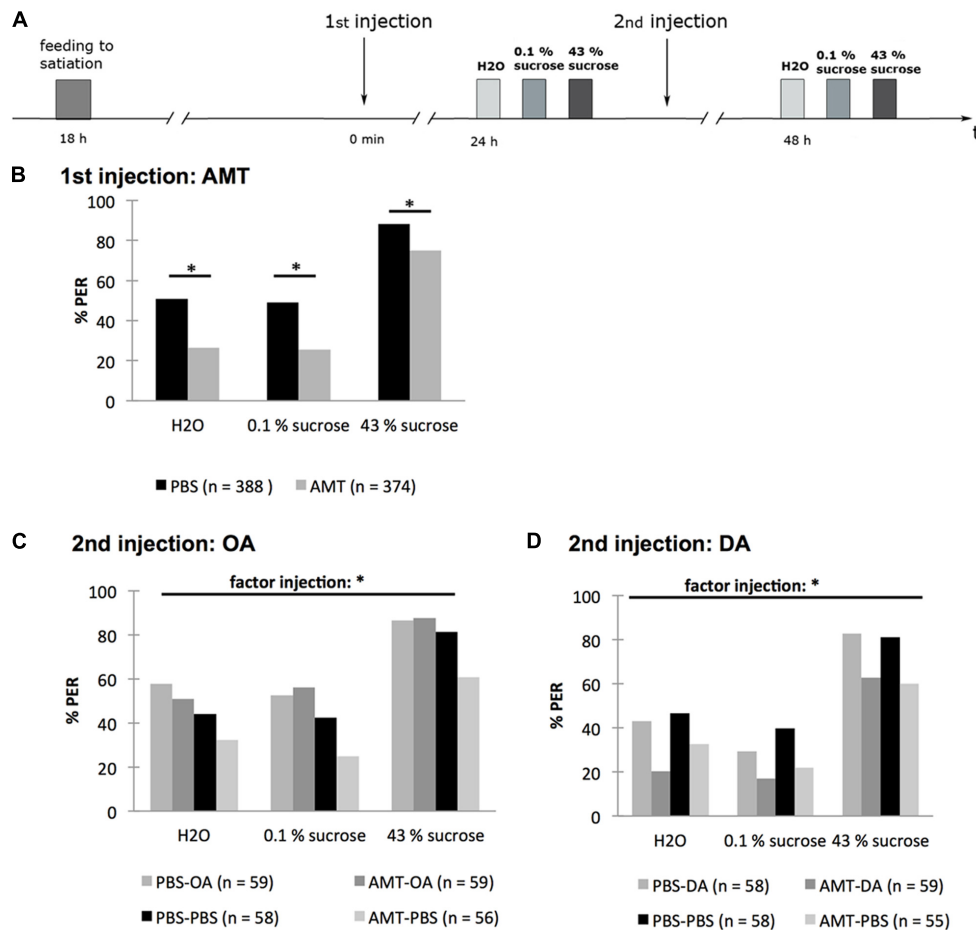 A
feeding to
satiation
1st injection
2nd injection
H2O
0.1 %
sucrose
43 %
sucrose
H2O
0.1 %
sucrose
43 %
sucrose
18 h
0 min
24 h
48 h
t
B 1st injection: AMT
100
80
60
40
20
0
% PER
*
*
*
H2O 0.1 % sucrose 43 % sucrose
PBS (n = 388 ) AMT (n = 374)
C 2nd injection: OA
factor injection: *
100
80
60
40
20
0
% PER
H2O 0.1 % sucrose 43 % sucrose
PBS-OA (n = 59) AMT-OA (n = 59)
PBS-PBS (n = 58) AMT-PBS (n = 56)
D 2nd injection: DA
factor injection: *
100
80
60
40
20
0
% PER
H2O 0.1 % sucrose 43 % sucrose
PBS-DA (n = 58) AMT-DA (n = 59)
PBS-PBS (n = 58) AMT-PBS (n = 55)